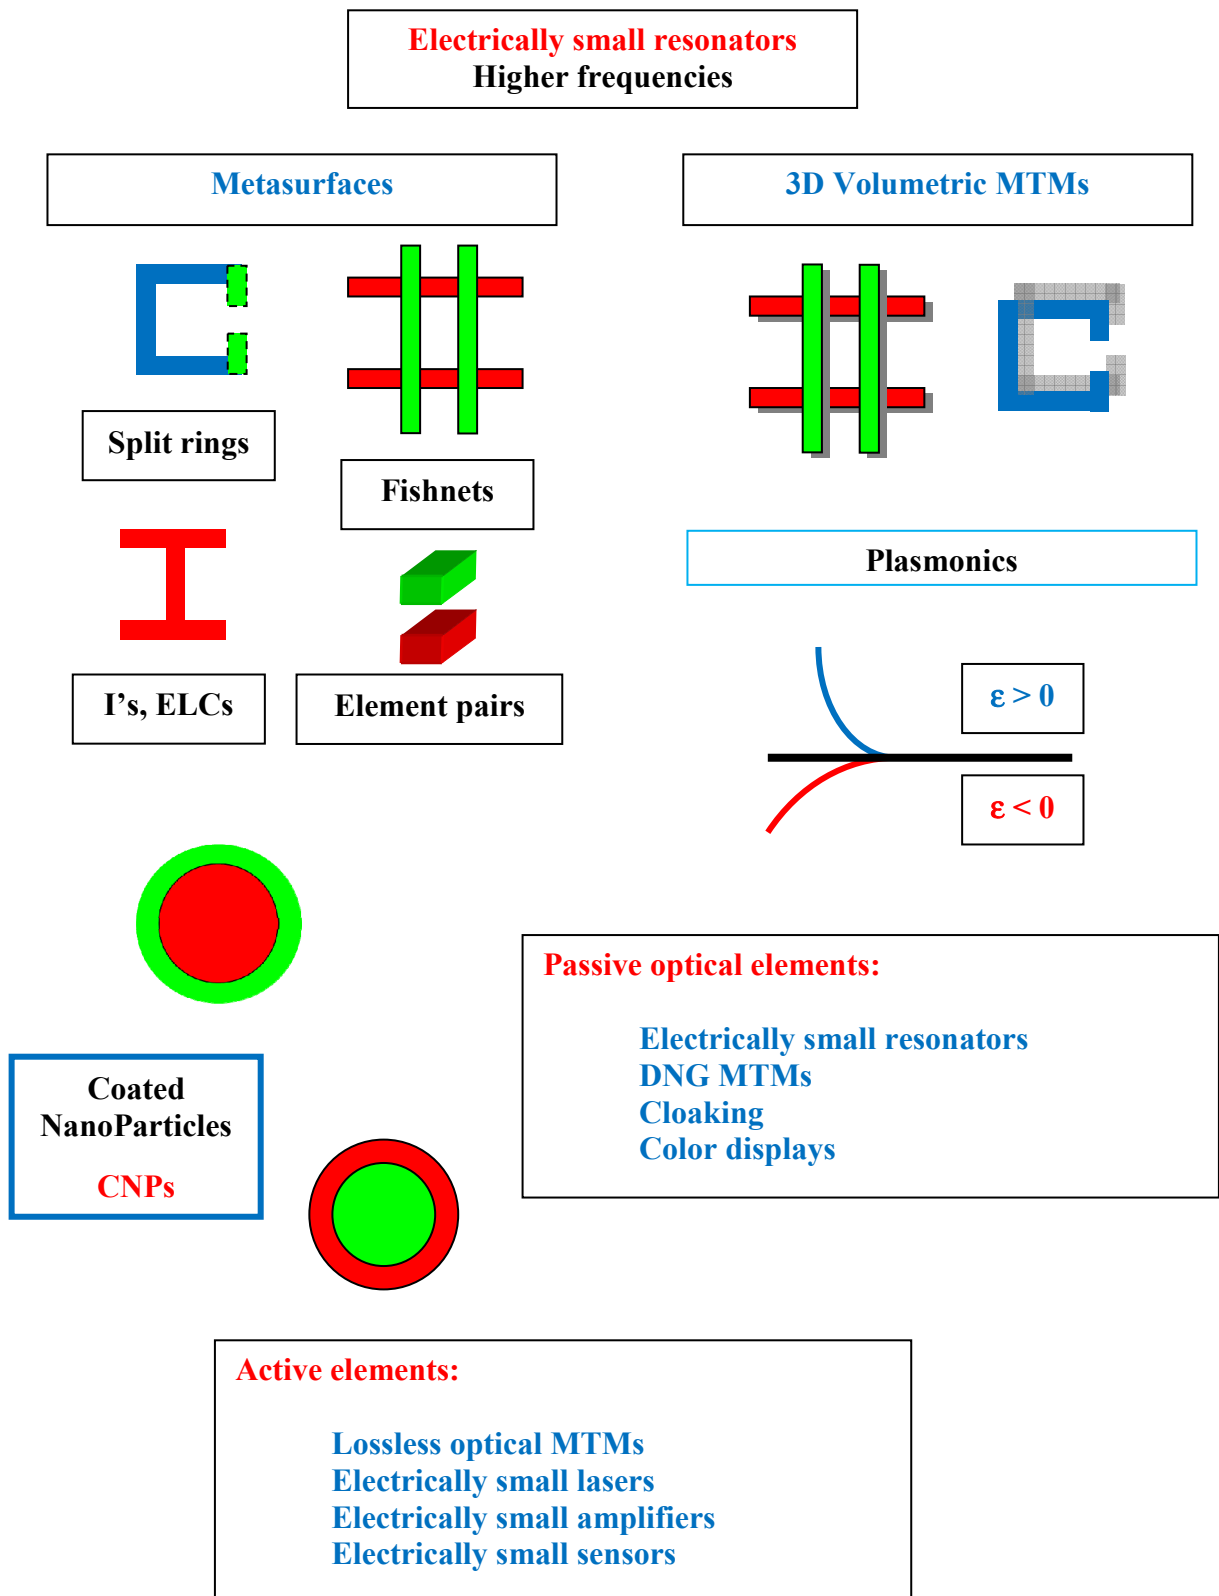 Electrically small resonators
Higher frequencies
Metasurfaces
3D Volumetric MTMs
Split rings
Fishnets
I's, ELCs
Element pairs
Plasmonics
ε > 0
ε < 0
Coated
NanoParticles
CNPs
Passive optical elements:
Electrically small resonators
DNG MTMs
Cloaking
Color displays
Active elements:
Lossless optical MTMs
Electrically small lasers
Electrically small amplifiers
Electrically small sensors